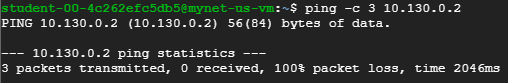 student-00-4c262efc5db5@mynet-us-vm:~$ ping -c 3 10.130.0.2
PING 10.130.0.2 (10.130.0.2) 56(84) bytes of data.
--- 10.130.0.2 ping statistics ---
3 packets transmitted, 0 received, 100% packet loss, time 2046ms